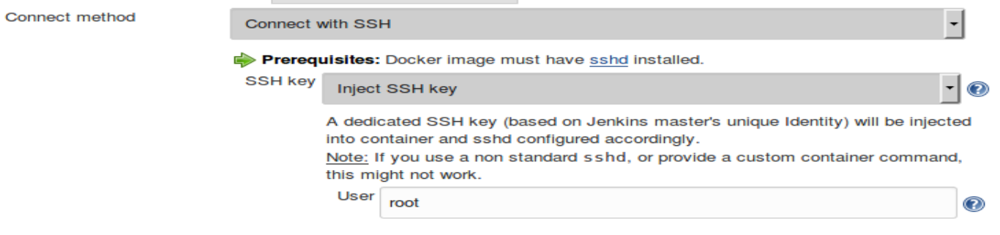 Connect method
Connect with SSH
Prerequisites: Docker image must have sshd installed.
SSH key
Inject SSH key
A dedicated SSH key (based on Jenkins master's unique Identity) will be injected
into container and sshd configured accordingly.
Note: If you use a non standard sshd, or provide a custom container command,
this might not work.
User
root